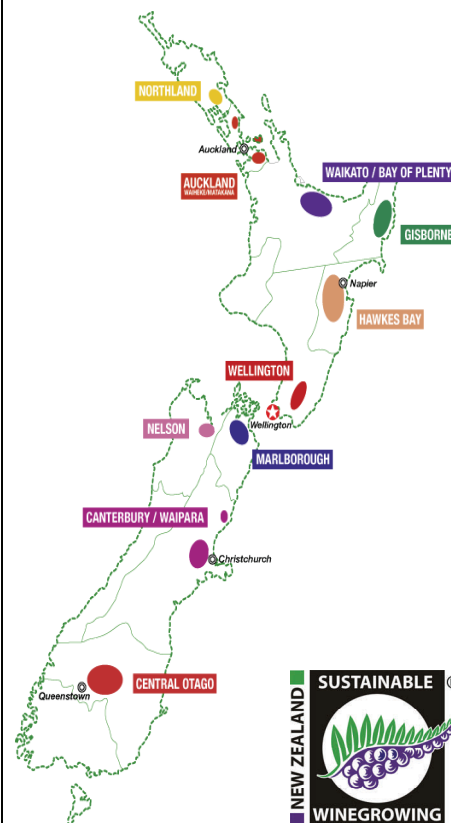 NORTHLAND
Auckland
AUCKLAND
WAIHEKE/MATAKANA
WAIKATO / BAY OF PLENTY
GISBORNE
Napier
HAWKES BAY
WELLINGTON
Wellington
NELSON
MARLBOROUGH
CANTERBURY / WAIPARA
Christchurch
CENTRAL OTAGO
Queenstown
NEW ZEALAND
SUSTAINABLE
WINEGROWING